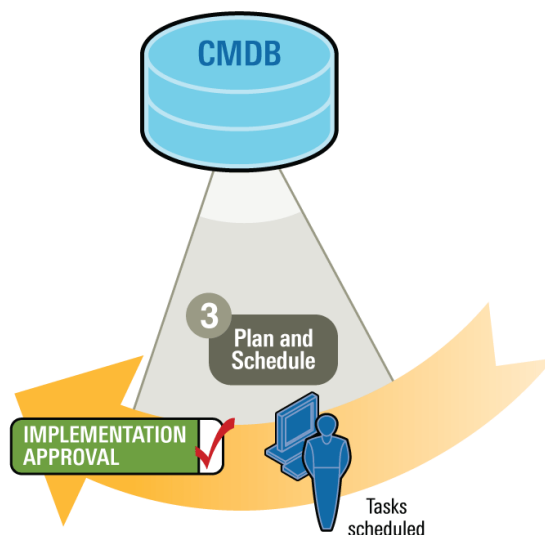 CMDB
3
Plan and
Schedule
IMPLEMENTATION
APPROVAL
Tasks
scheduled